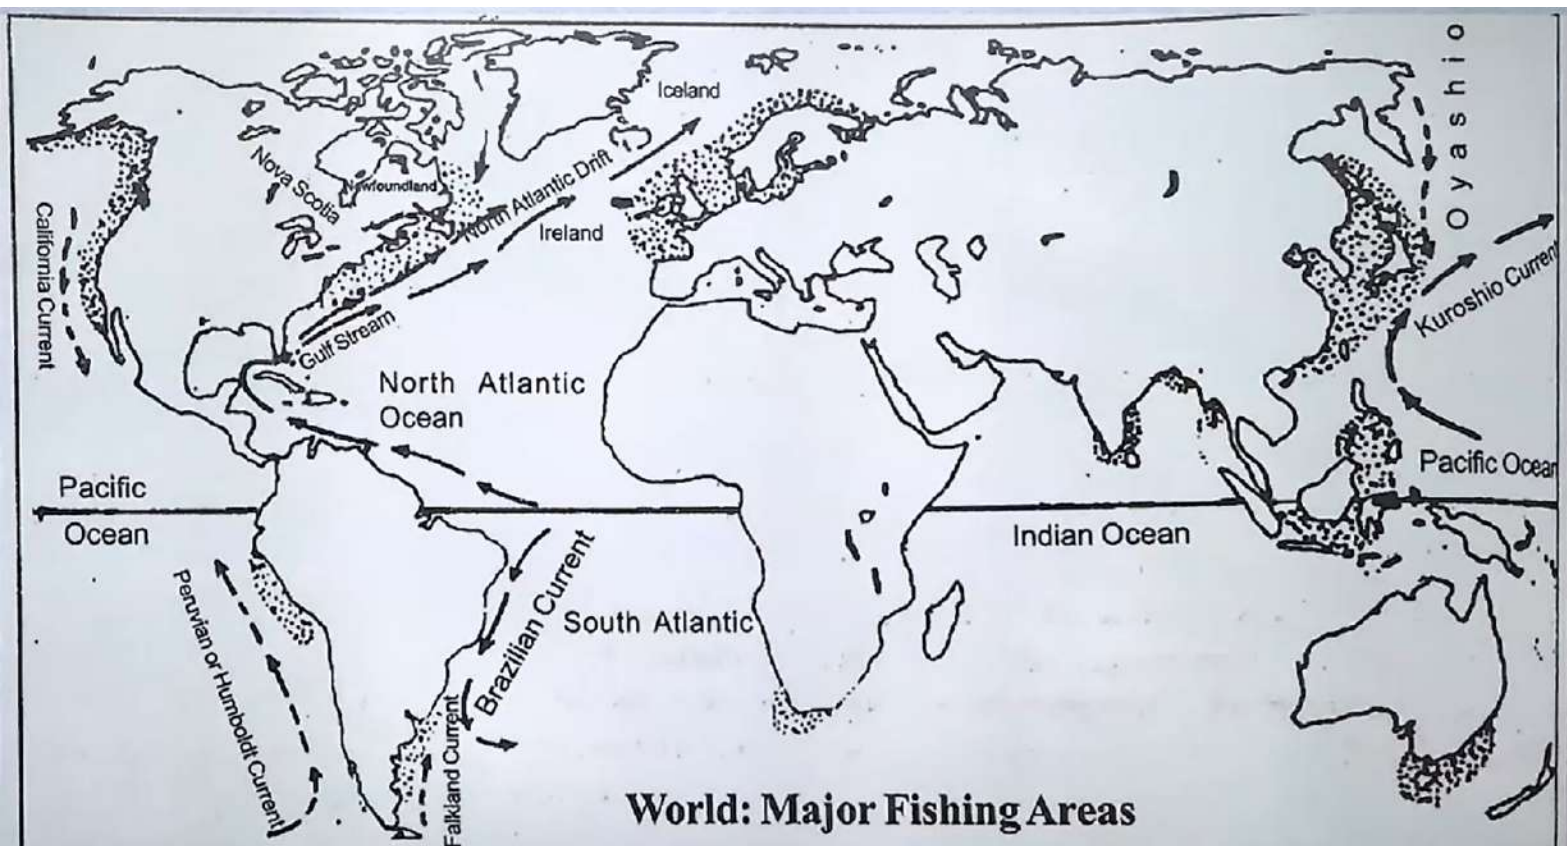 Oyashio
Iceland
Nova Scotia
Newfoundland
North Atlantic Drift
Ireland
California Current
Kuroshio Current
Gulf Stream
North Atlantic
Ocean
Pacific
Ocean
Pacific Ocean
Indian Ocean
Peruvian or Humboldt Current
Brazilian Current
South Atlantic
Falkland Current
World: Major Fishing Areas